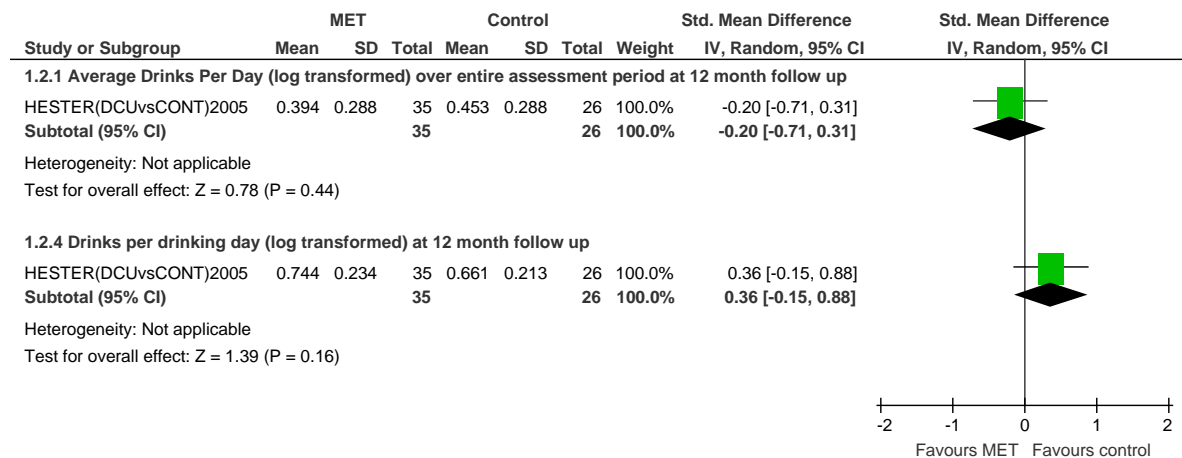 MET Control Std. Mean Difference Std. Mean Difference
Study or Subgroup Mean SD Total Mean SD Total Weight IV, Random, 95% CI IV, Random, 95% CI
1.2.1 Average Drinks Per Day (log transformed) over entire assessment period at 12 month follow up
HESTER(DCUvsCONT)2005 0.394 0.288 35 0.453 0.288 26 100.0% -0.20 [-0.71, 0.31]
Subtotal (95% CI) 35 26 100.0% -0.20 [-0.71, 0.31]
Heterogeneity: Not applicable
Test for overall effect: Z = 0.78 (P = 0.44)
1.2.4 Drinks per drinking day (log transformed) at 12 month follow up
HESTER(DCUvsCONT)2005 0.744 0.234 35 0.661 0.213 26 100.0% 0.36 [-0.15, 0.88]
Subtotal (95% CI) 35 26 100.0% 0.36 [-0.15, 0.88]
Heterogeneity: Not applicable
Test for overall effect: Z = 1.39 (P = 0.16)
-2 -1 0 1 2
Favours MET Favours control